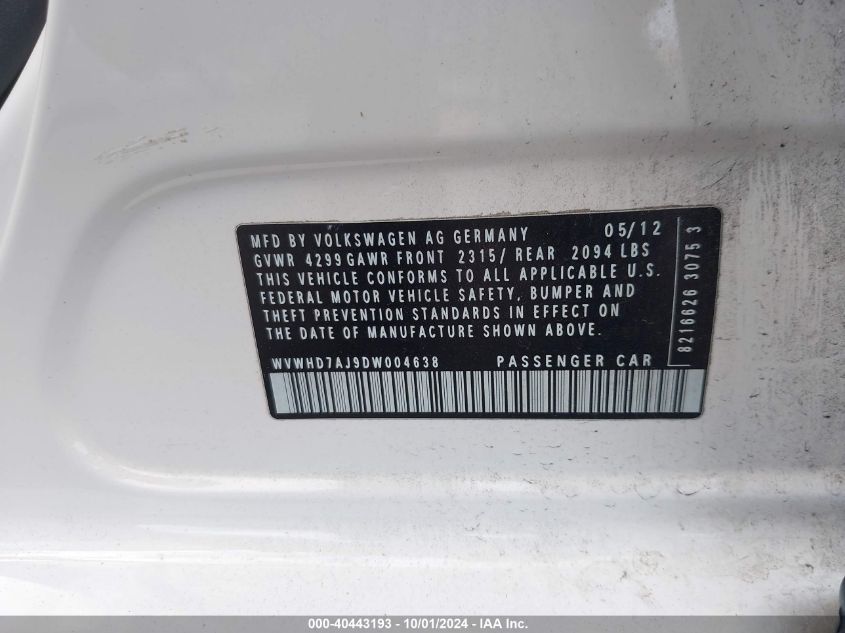 MFD BY VOLKSWAGEN AG GERMANY 05/12
GVWR 4299 GAWR FRONT 2315/ REAR 2094 LBS
THIS VEHICLE CONFORMS TO ALL APPLICABLE U.S.
FEDERAL MOTOR VEHICLE SAFETY, BUMPER AND
THEFT PREVENTION STANDARDS IN EFFECT ON
THE DATE OF MANUFACTURE SHOWN ABOVE.
WVWHD7AJ9DW004638 PASSENGER CAR
8216626 3075 3
000-40443193 - 10/01/2024 - IAA Inc.